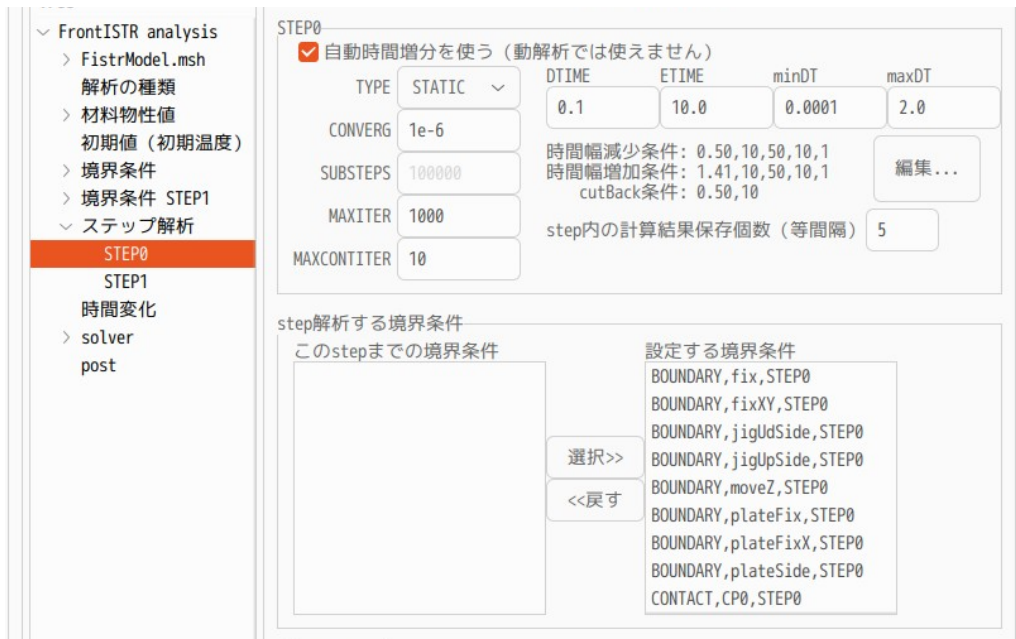 FrontISTR analysis
FistrModel.msh
解析の種類
材料物性値
初期値（初期温度）
境界条件
境界条件 STEP1
ステップ解析
STEP0
STEP1
時間変化
solver
post
STEP0
自動時間増分を使う（動解析では使えません）
TYPE STATIC
CONVERG 1e-6
SUBSTEPS 100000
MAXITER 1000
MAXCONTITER 10
DTIME ETIME minDT maxDT
0.1 10.0 0.0001 2.0
時間幅減少条件: 0.50,10,50,10,1
時間幅増加条件: 1.41,10,50,10,1
cutBack条件: 0.50,10
編集...
step内の計算結果保存個数（等間隔） 5
step解析する境界条件
このstepまでの境界条件
選択>>
<<戻す
設定する境界条件
BOUNDARY,fix,STEP0
BOUNDARY,fixXY,STEP0
BOUNDARY,jigUdSide,STEP0
BOUNDARY,jigUpSide,STEP0
BOUNDARY,moveZ,STEP0
BOUNDARY,plateFix,STEP0
BOUNDARY,plateFixX,STEP0
BOUNDARY,plateSide,STEP0
CONTACT,CP0,STEP0